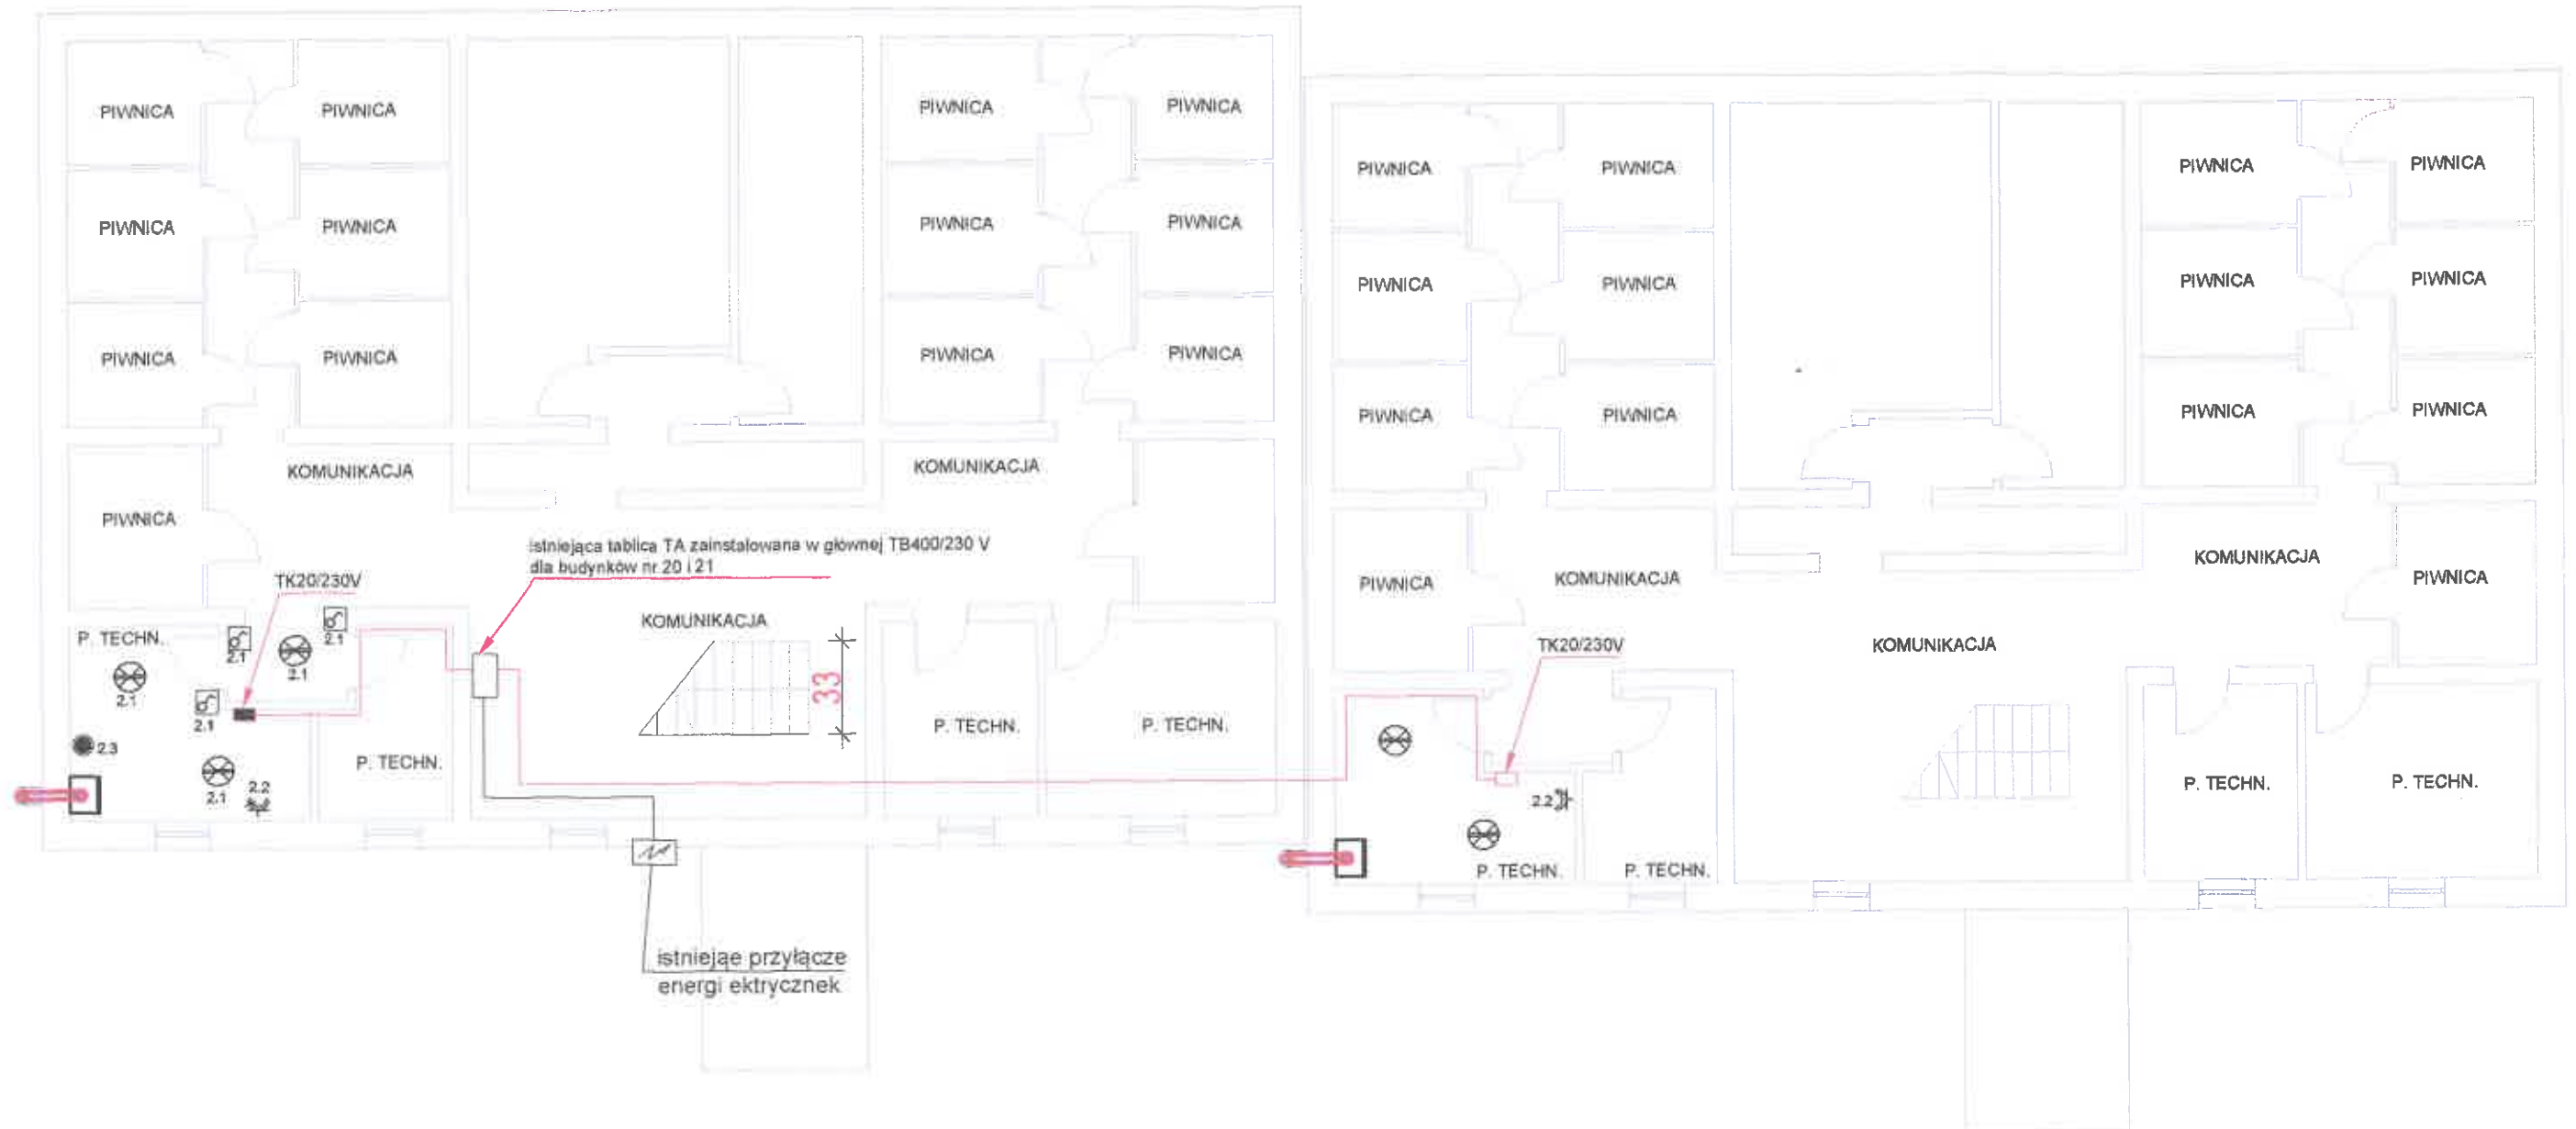 PIWNICA
PIWNICA
PIWNICA
PIWNICA
PIWNICA
PIWNICA
KOMUNIKACJA
PIWNICA
PIWNICA
PIWNICA
PIWNICA
PIWNICA
PIWNICA
PIWNICA
KOMUNIKACJA
istniejąca tablica TA zainstalowana w głównej TB400/230 V
dla budynków nr 20 i 21
TK20/230V
KOMUNIKACJA
P. TECHN.
2.1
2.1
2.1
2.1
2.1
2.3
2.1
2.2
P. TECHN.
33
P. TECHN.
P. TECHN.
istniejąe przyłącze
energi ektrycznek
PIWNICA
PIWNICA
PIWNICA
PIWNICA
PIWNICA
PIWNICA
PIWNICA
KOMUNIKACJA
PIWNICA
PIWNICA
PIWNICA
PIWNICA
PIWNICA
PIWNICA
KOMUNIKACJA
PIWNICA
TK20/230V
KOMUNIKACJA
2.2
P. TECHN.
P. TECHN.
P. TECHN.
P. TECHN.